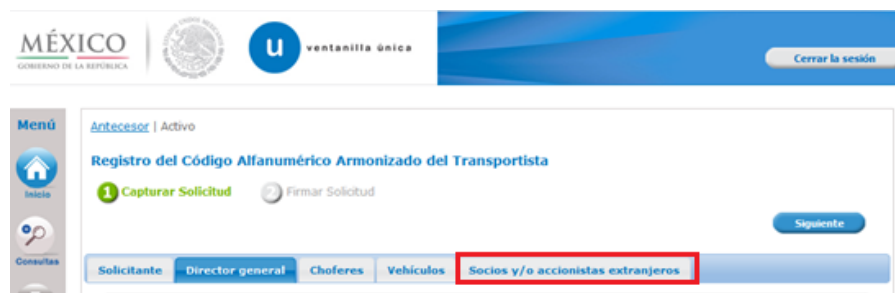 MÉXICO
GOBIERNO DE LA REPÚBLICA
u
ventanilla única
Cerrar la sesión
Menú
Antecesor | Activo
Registro del Código Alfanumérico Armonizado del Transportista
Inicio
1 Capturar Solicitud 2 Firmar Solicitud
Siguiente
Consultas
Solicitante Director general Choferes Vehículos Socios y/o accionistas extranjeros